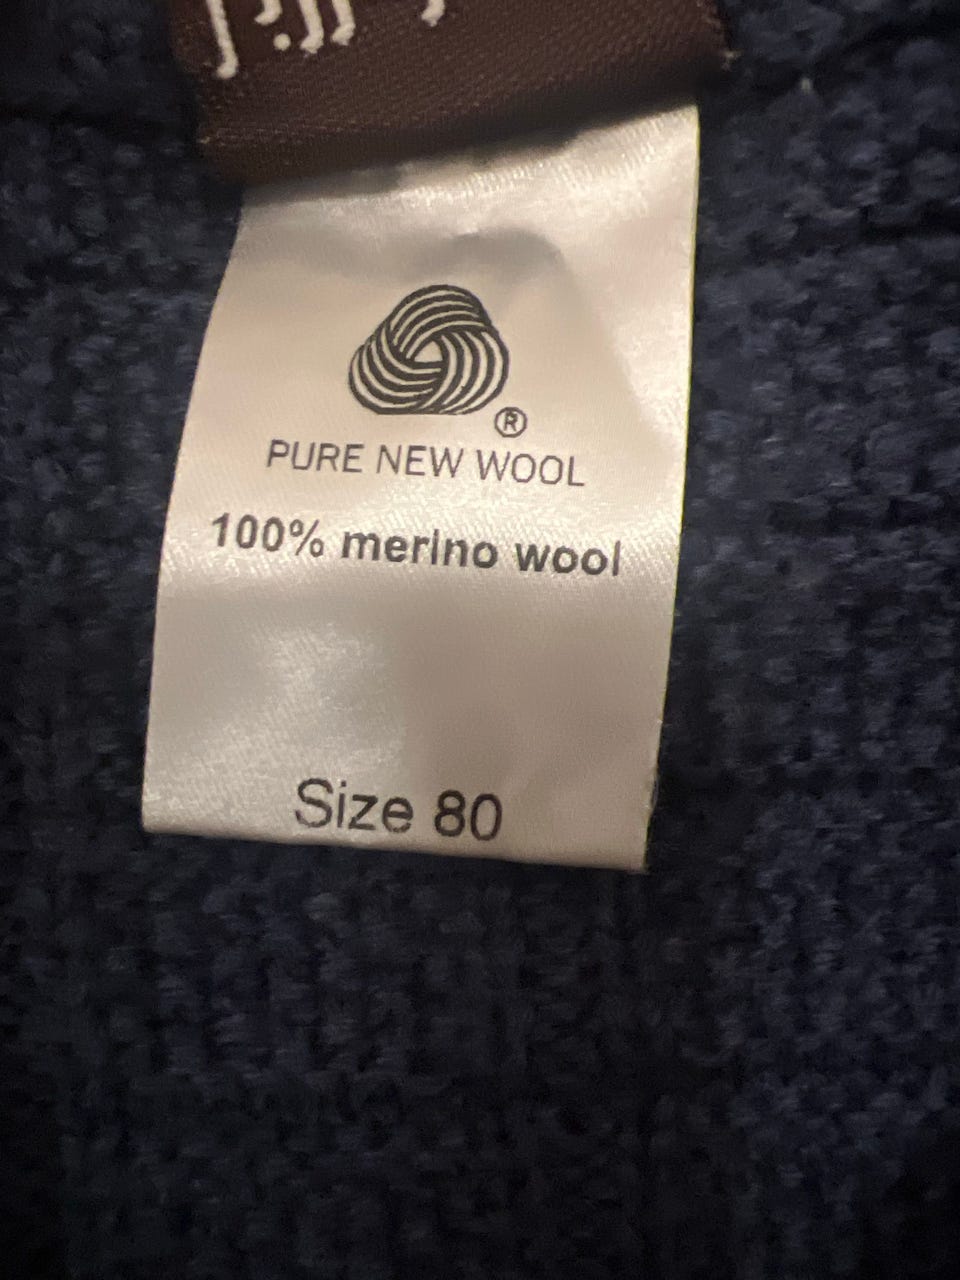 ®
PURE NEW WOOL
100% merino wool
Size 80